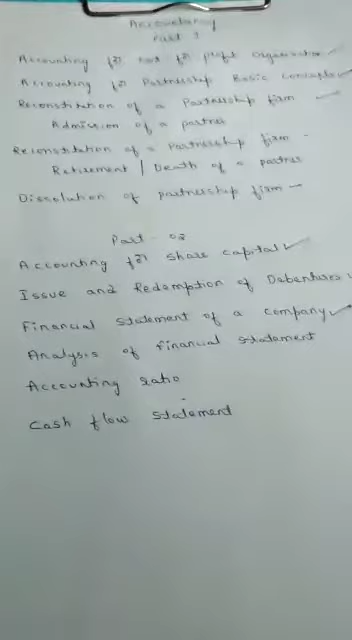 Accountancy
Part 1
Accounting for not for profit Organisation
Accounting for Partnership Basic Concepts
Reconstitution of a Partnership firm
Admission of a partner
Reconstitution of a Partnership firm
Retirement / Death of a partner
Dissolution of partnership firm
Part - 02
Accounting for share capital
Issue and Redemption of Debentures
Financial statement of a company
Analysis of financial statement
Accounting ratio
Cash flow statement